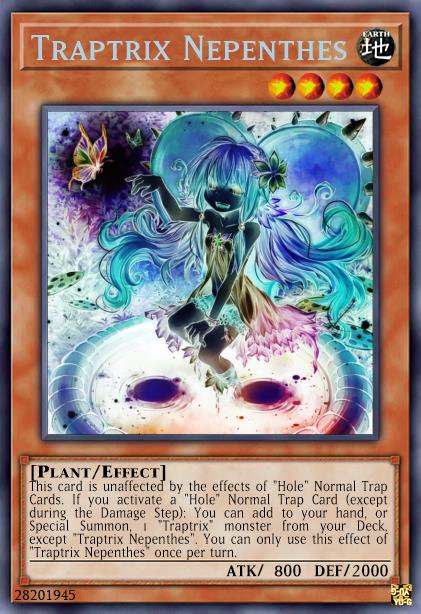 TRAPTRIX NEPENTHES
EARTH
地
[PLANT/EFFECT]
This card is unaffected by the effects of "Hole" Normal Trap
Cards. If you activate a "Hole" Normal Trap Card (except
during the Damage Step): You can add to your hand, or
Special Summon, 1 "Traptrix" monster from your Deck,
except "Traptrix Nepenthes". You can only use this effect of
"Traptrix Nepenthes" once per turn.
ATK/ 800 DEF/2000
28201945